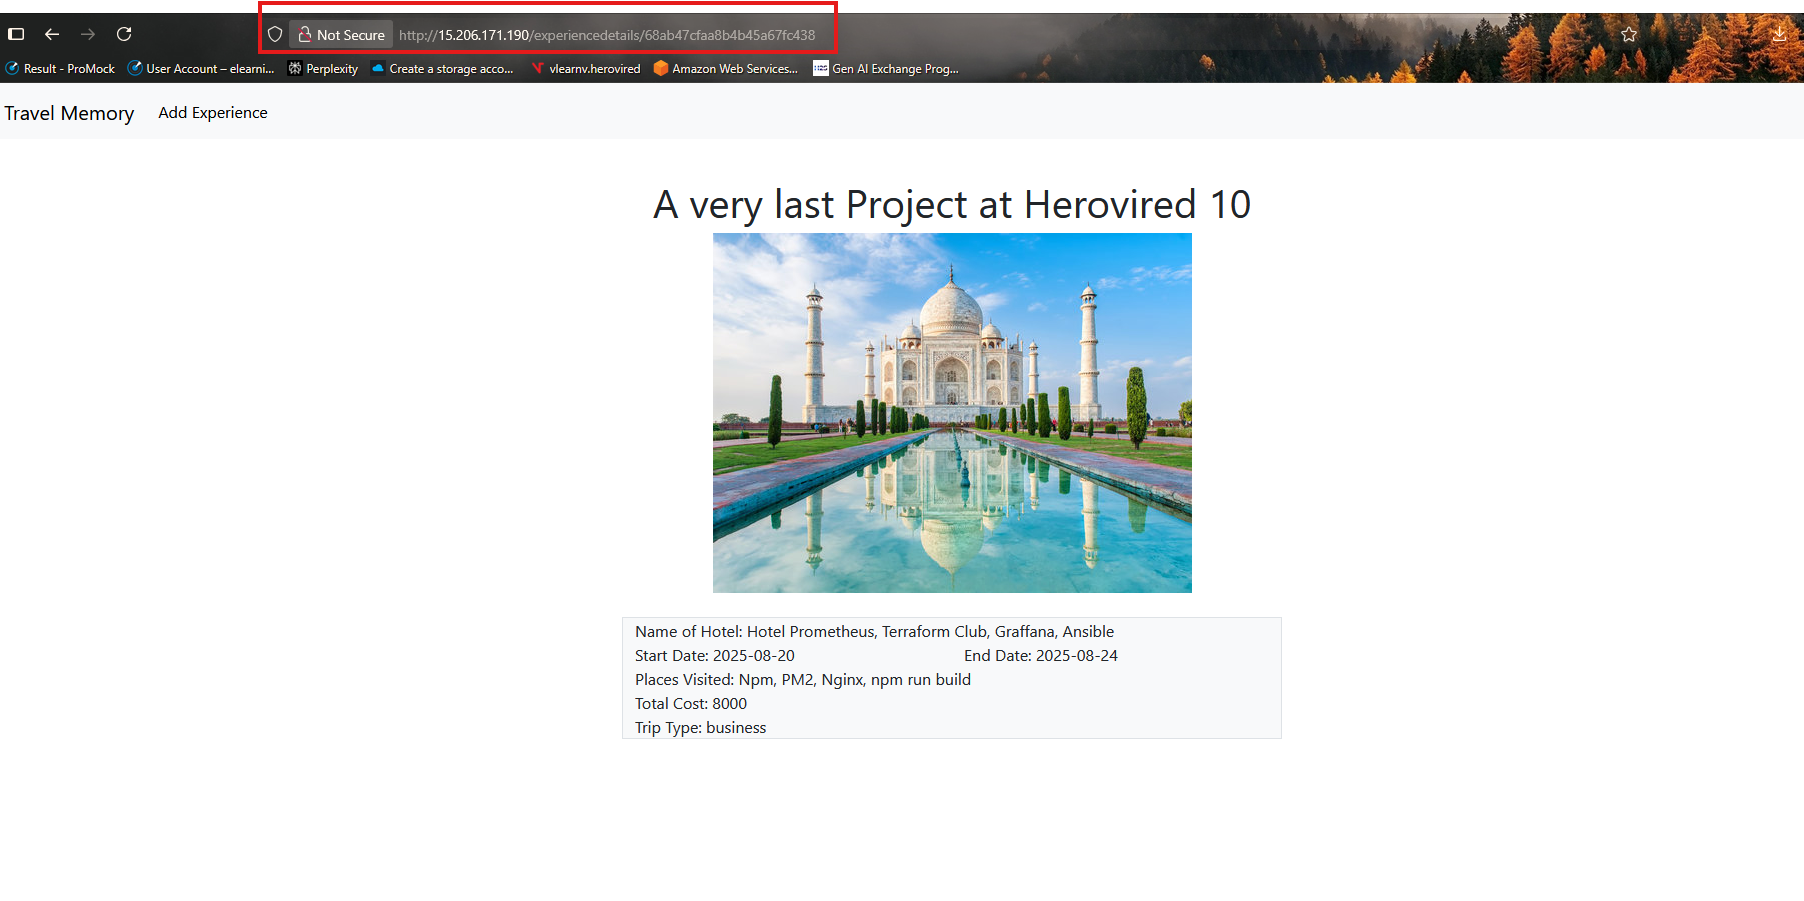 Not Secure http://15.206.171.190/experiencedetails/68ab47cfaa8b4b45a67fc438
Result - ProMock User Account – elearni... Perplexity Create a storage acco... vlearnv.herovired Amazon Web Services... Gen AI Exchange Prog...
Travel Memory Add Experience
A very last Project at Herovired 10
Name of Hotel: Hotel Prometheus, Terraform Club, Graffana, Ansible
Start Date: 2025-08-20 End Date: 2025-08-24
Places Visited: Npm, PM2, Nginx, npm run build
Total Cost: 8000
Trip Type: business